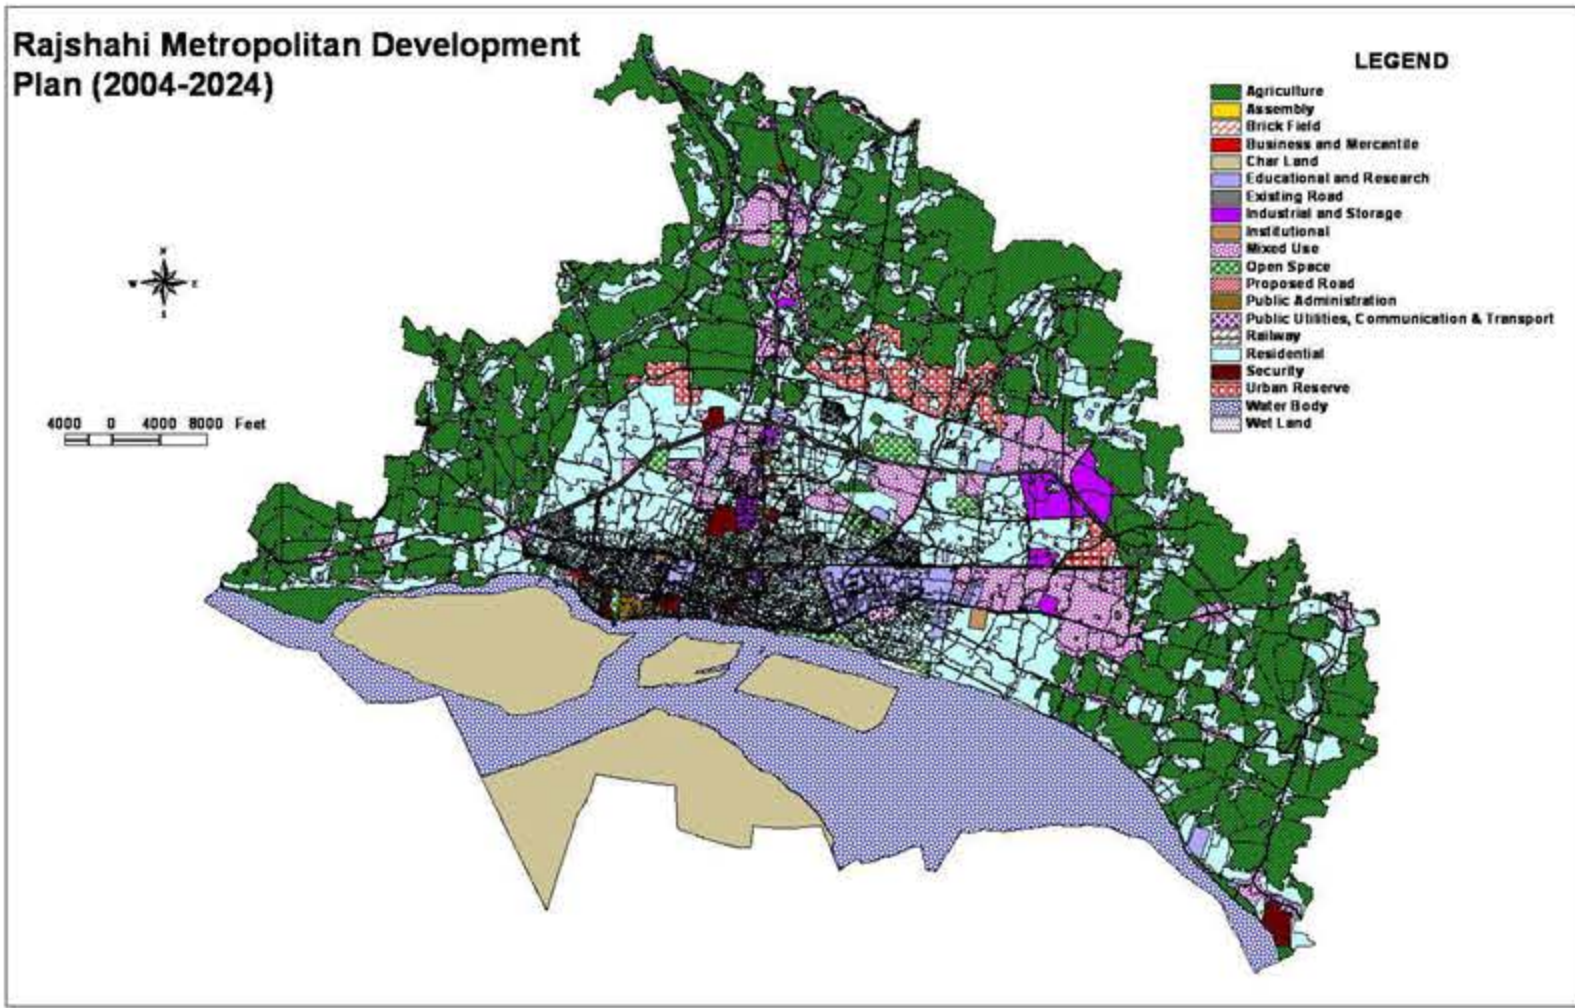 Rajshahi Metropolitan Development
Plan (2004-2024)
LEGEND
Agriculture
Assembly
Brick Field
Business and Mercantile
Char Land
Educational and Research
Existing Road
Industrial and Storage
Institutional
Mixed Use
Open Space
Proposed Road
Public Administration
Public Utilities, Communication & Transport
Railway
Residential
Security
Urban Reserve
Water Body
Wet Land
N
W E
S
4000 0 4000 8000 Feet